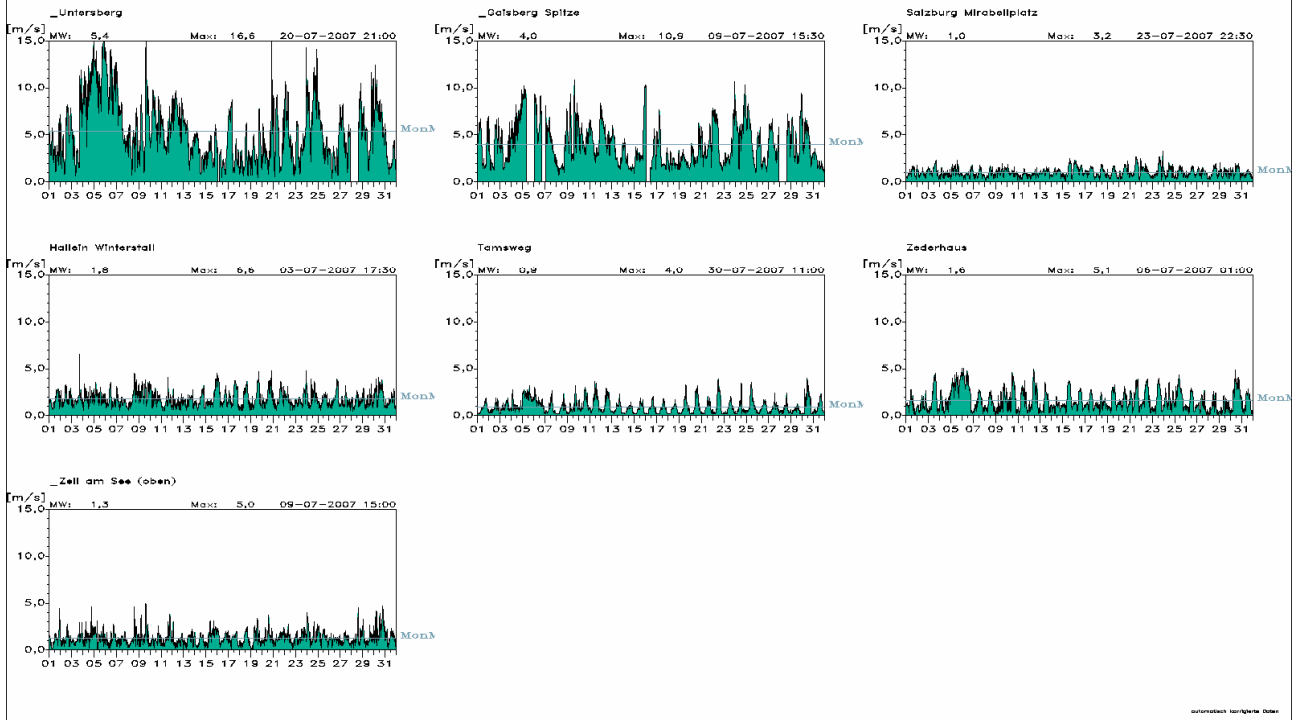 _Untersberg
[m/s] MW: 5,4 Max: 16,6 20-07-2007 21:00
15,0
10,0
5,0
0,0
MonM
01 03 05 07 09 11 13 15 17 19 21 23 25 27 29 31
_Gaisberg Spitze
[m/s] MW: 4,0 Max: 10,9 09-07-2007 15:30
15,0
10,0
5,0
0,0
MonM
01 03 05 07 09 11 13 15 17 19 21 23 25 27 29 31
Salzburg Mirabellplatz
[m/s] MW: 1,0 Max: 3,2 23-07-2007 22:30
15,0
10,0
5,0
0,0
MonM
01 03 05 07 09 11 13 15 17 19 21 23 25 27 29 31
Hallein Winterstall
[m/s] MW: 1,8 Max: 6,6 03-07-2007 17:30
15,0
10,0
5,0
0,0
MonM
01 03 05 07 09 11 13 15 17 19 21 23 25 27 29 31
Tamsweg
[m/s] MW: 0,8 Max: 4,0 30-07-2007 11:00
15,0
10,0
5,0
0,0
MonM
01 03 05 07 09 11 13 15 17 19 21 23 25 27 29 31
Zederhaus
[m/s] MW: 1,6 Max: 5,1 06-07-2007 01:00
15,0
10,0
5,0
0,0
MonM
01 03 05 07 09 11 13 15 17 19 21 23 25 27 29 31
_Zell am See (oben)
[m/s] MW: 1,3 Max: 5,0 09-07-2007 15:00
15,0
10,0
5,0
0,0
MonM
01 03 05 07 09 11 13 15 17 19 21 23 25 27 29 31
automatisch korrigierte Daten